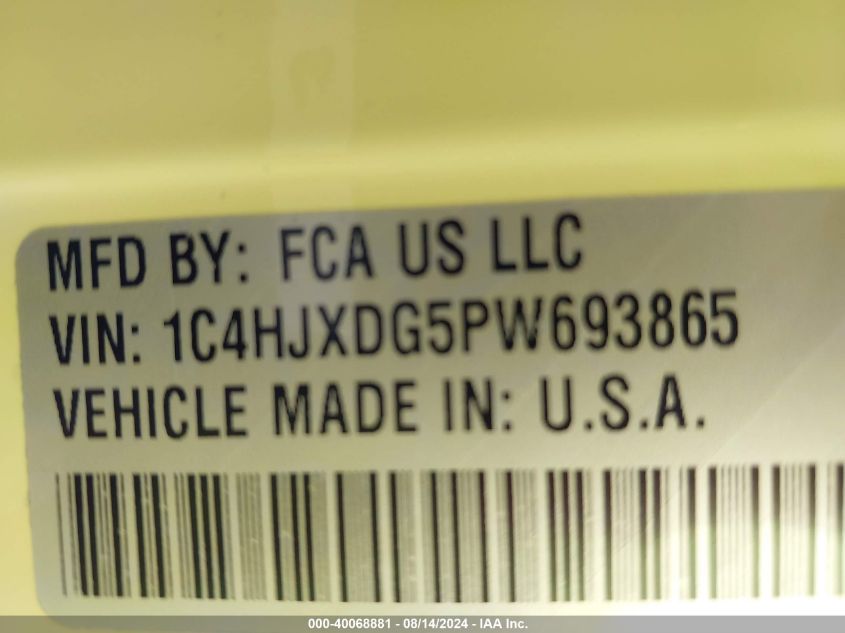 MFD BY: FCA US LLC
VIN: 1C4HJXDG5PW693865
VEHICLE MADE IN: U.S.A.
000-40068881 - 08/14/2024 - IAA Inc.